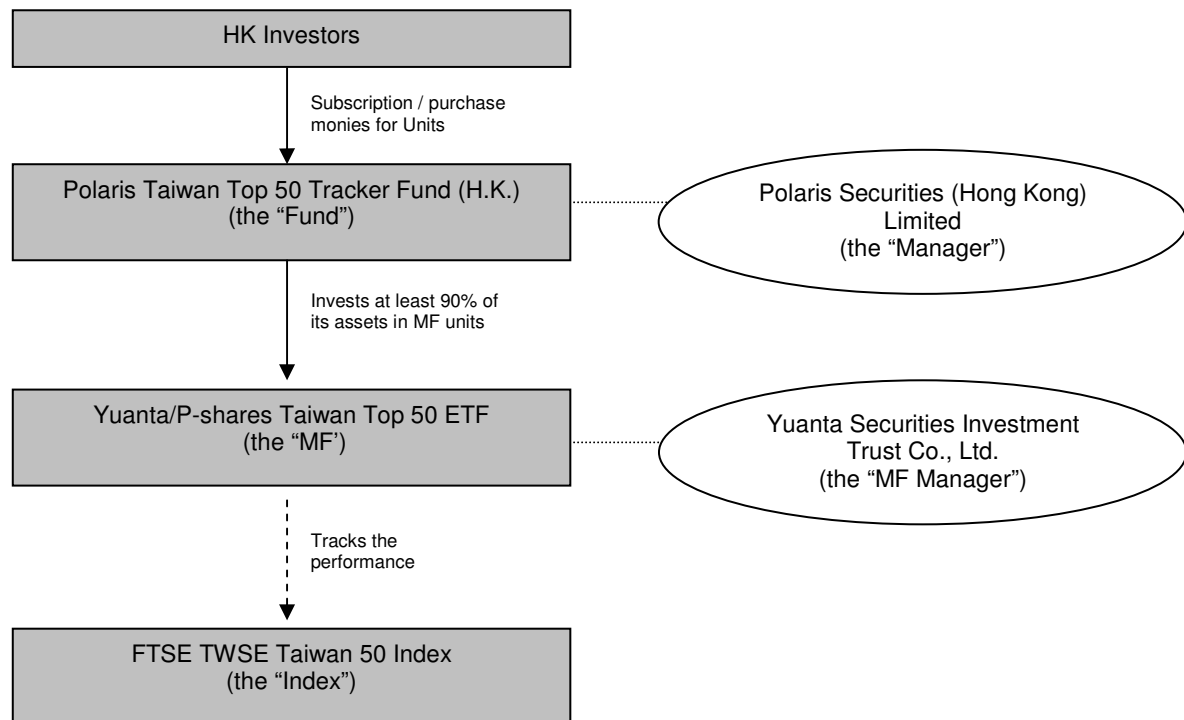 HK Investors
Subscription / purchase
monies for Units
Polaris Taiwan Top 50 Tracker Fund (H.K.)
(the “Fund”)
Polaris Securities (Hong Kong)
Limited
(the “Manager”)
Invests at least 90% of
its assets in MF units
Yuanta/P-shares Taiwan Top 50 ETF
(the “MF’)
Yuanta Securities Investment
Trust Co., Ltd.
(the “MF Manager”)
Tracks the
performance
FTSE TWSE Taiwan 50 Index
(the “Index”)